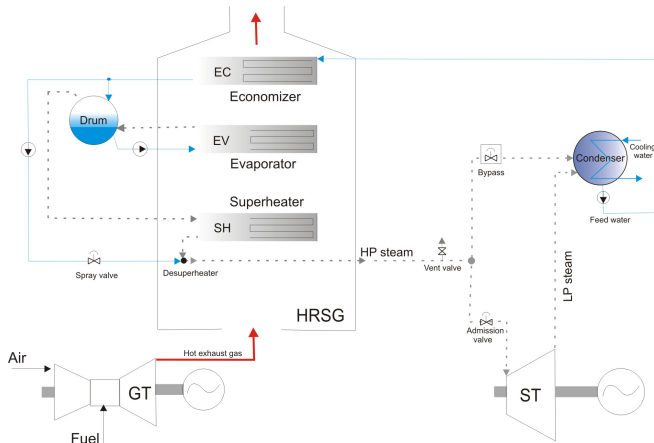 EC
Economizer
Drum
EV
Evaporator
Superheater
SH
Spray valve
Desuperheater
HP steam
Vent valve
Bypass
Condenser
Cooling
water
Feed water
LP steam
Admission
valve
HRSG
Hot exhaust gas
Air
GT
Fuel
ST